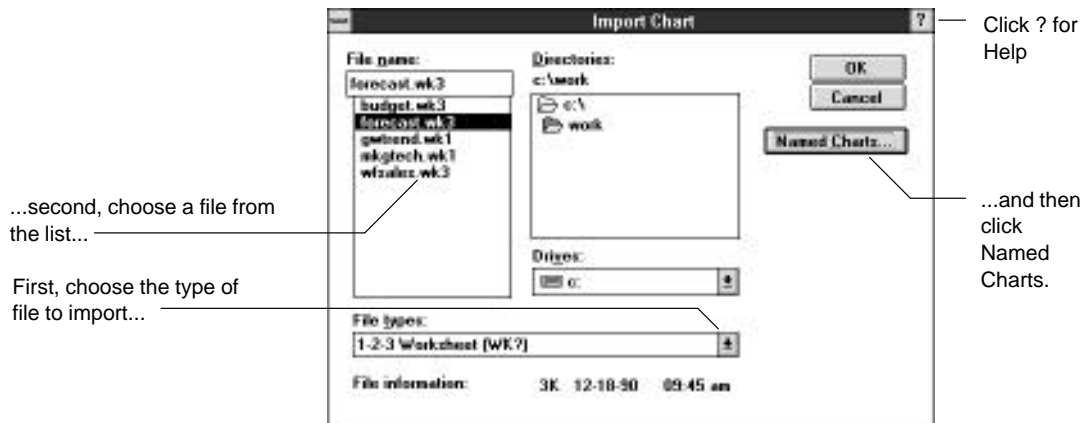 Import Chart
?
Click ? for
Help
File name:
forecast.wk3
budget.wk3
forecast.wk3
gwtrend.wk1
mkgtech.wk1
wfsales.wk3
Directories:
c:\work
c:\
work
OK
Cancel
Named Charts...
...second, choose a file from
the list...
...and then
click
Named
Charts.
Drives:
c:
First, choose the type of
file to import...
File types:
1-2-3 Worksheet (WK?)
File information:
3K 12-18-90 09:45 am